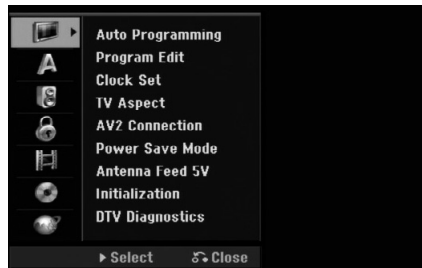 Auto Programming
Program Edit
Clock Set
TV Aspect
AV2 Connection
Power Save Mode
Antenna Feed 5V
Initialization
DTV Diagnostics
Select Close